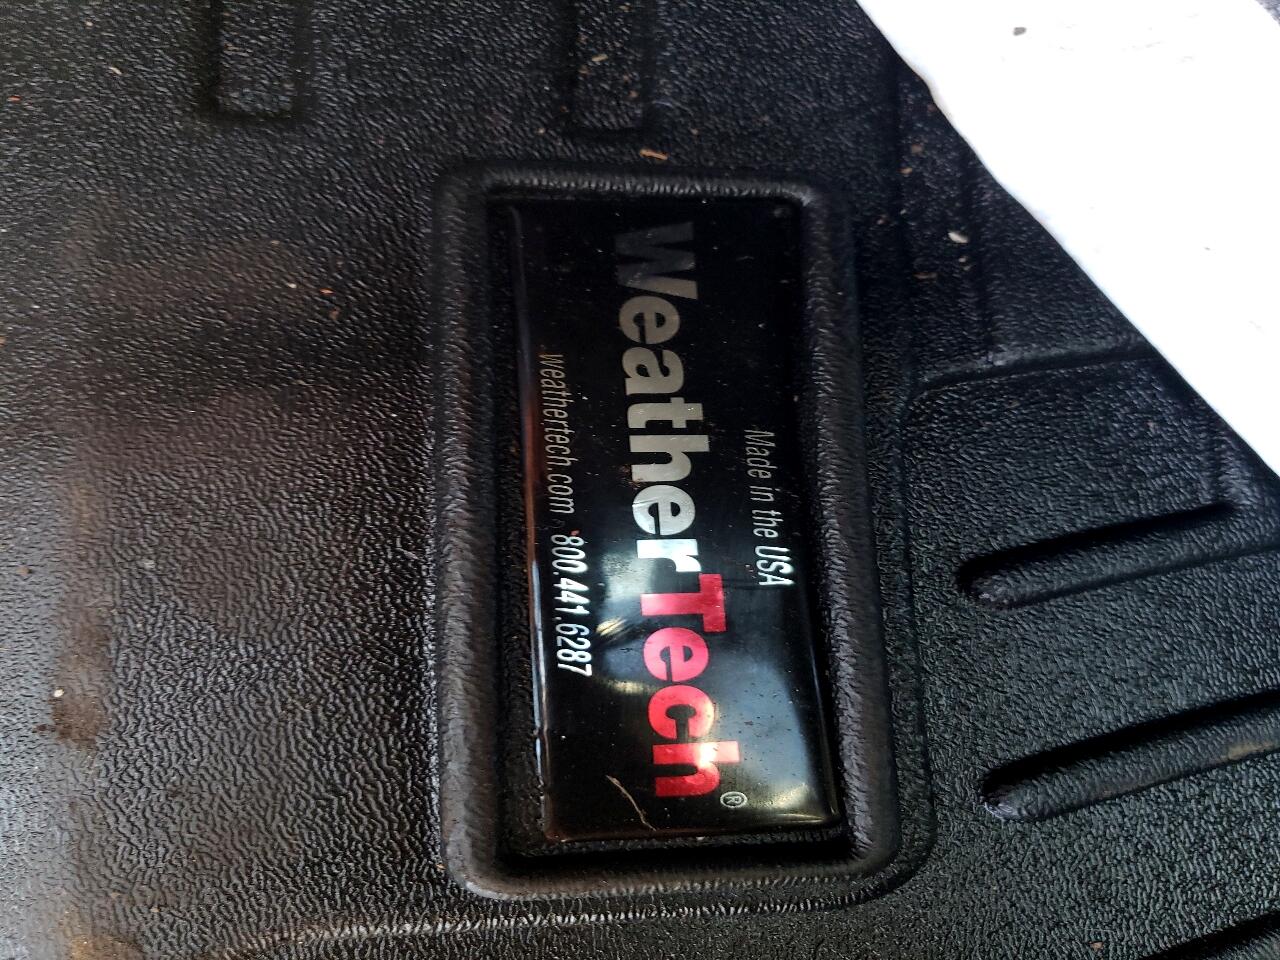 Made in the USA
WeatherTech®
weathertech.com · 800.441.6287